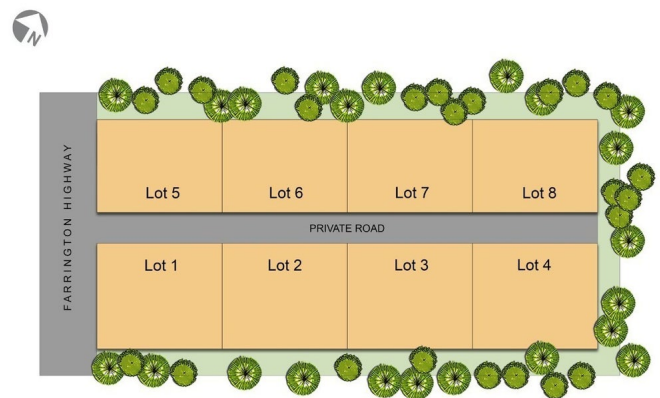 N
FARRINGTON HIGHWAY
Lot 5
Lot 6
Lot 7
Lot 8
PRIVATE ROAD
Lot 1
Lot 2
Lot 3
Lot 4